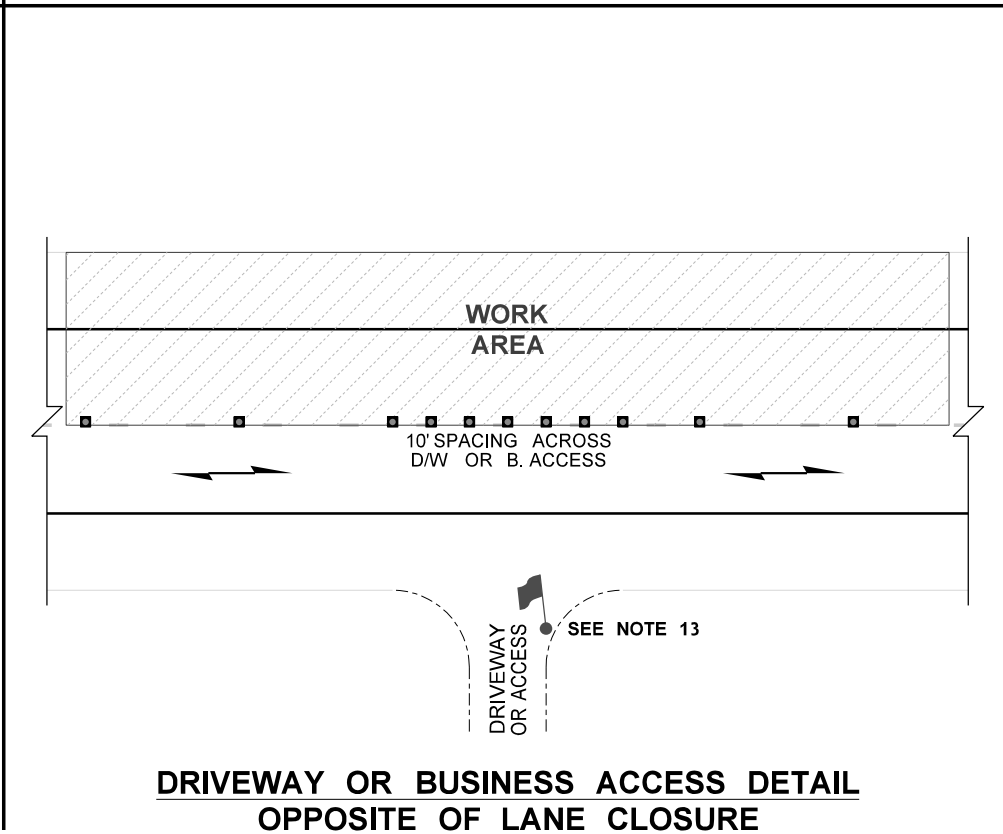 WORK
AREA
10' SPACING ACROSS
D/W OR B. ACCESS
DRIVEWAY
OR ACCESS
SEE NOTE 13
DRIVEWAY OR BUSINESS ACCESS DETAIL
OPPOSITE OF LANE CLOSURE